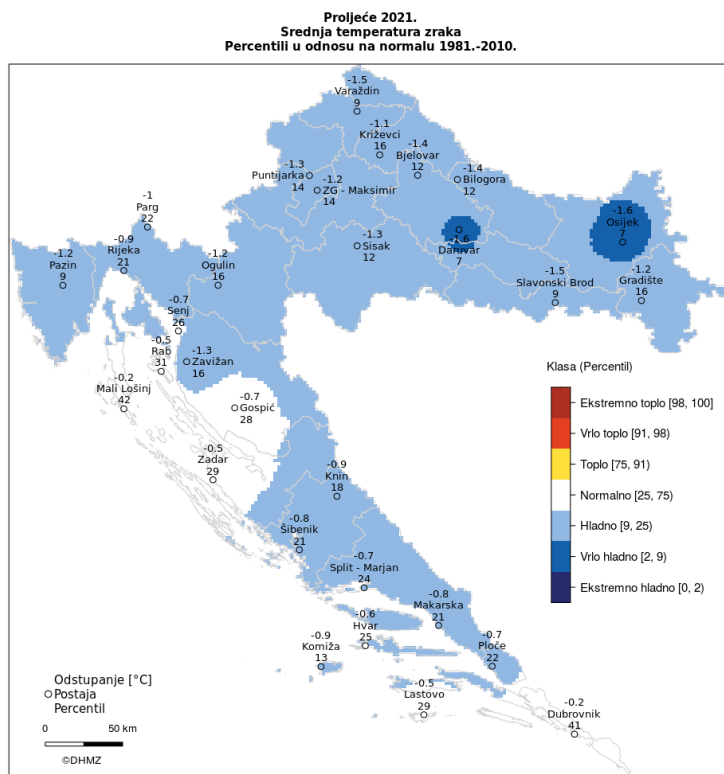 Proljeće 2021.
Srednja temperatura zraka
Percentili u odnosu na normalu 1981.-2010.
-1.5
Varaždin
9
-1.1
Križevci
16
-1.4
Bjelovar
12
-1.4
Bilogora
12
-1.3
Puntijarka
14
-1.2
ZG - Maksimir
14
-1
Parg
22
-0.9
Rijeka
21
-1.2
Pazin
9
-1.2
Ogulin
16
-1.3
Sisak
12
-1.6
Daruvar
7
-1.6
Osijek
7
-1.5
Slavonski Brod
9
-1.2
Gradište
16
-0.7
Senj
26
-0.5
Rab
31
-1.3
Zavižan
16
-0.2
Mali Lošinj
42
-0.7
Gospić
28
-0.5
Zadar
29
-0.9
Knin
18
-0.8
Šibenik
21
-0.7
Split - Marjan
24
-0.8
Makarska
21
-0.6
Hvar
25
-0.9
Komiža
13
-0.7
Ploče
22
-0.5
Lastovo
29
-0.2
Dubrovnik
41
Klasa (Percentil)
Ekstremno toplo [98, 100]
Vrlo toplo [91, 98)
Toplo [75, 91)
Normalno [25, 75)
Hladno [9, 25)
Vrlo hladno [2, 9)
Ekstremno hladno [0, 2)
Odstupanje [°C]
Postaja
Percentil
0 50 km
©DHMZ